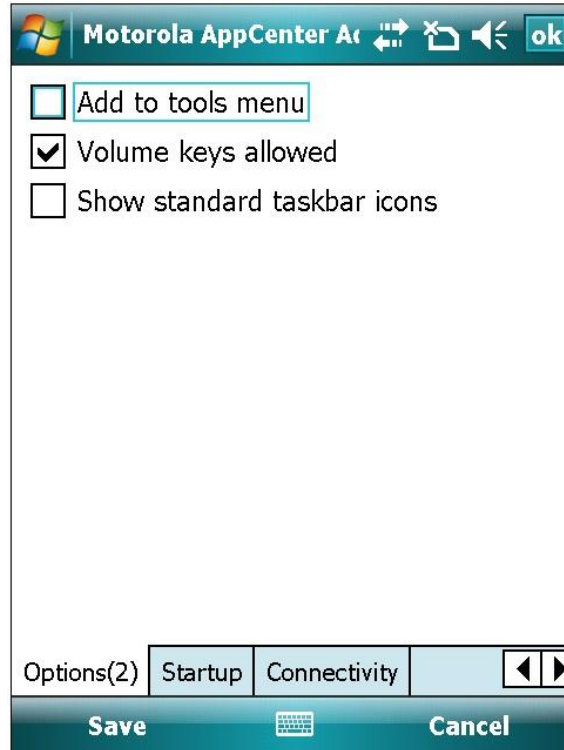 Motorola AppCenter Ac ok
Add to tools menu
Volume keys allowed
Show standard taskbar icons
Options(2) Startup Connectivity
Save Cancel